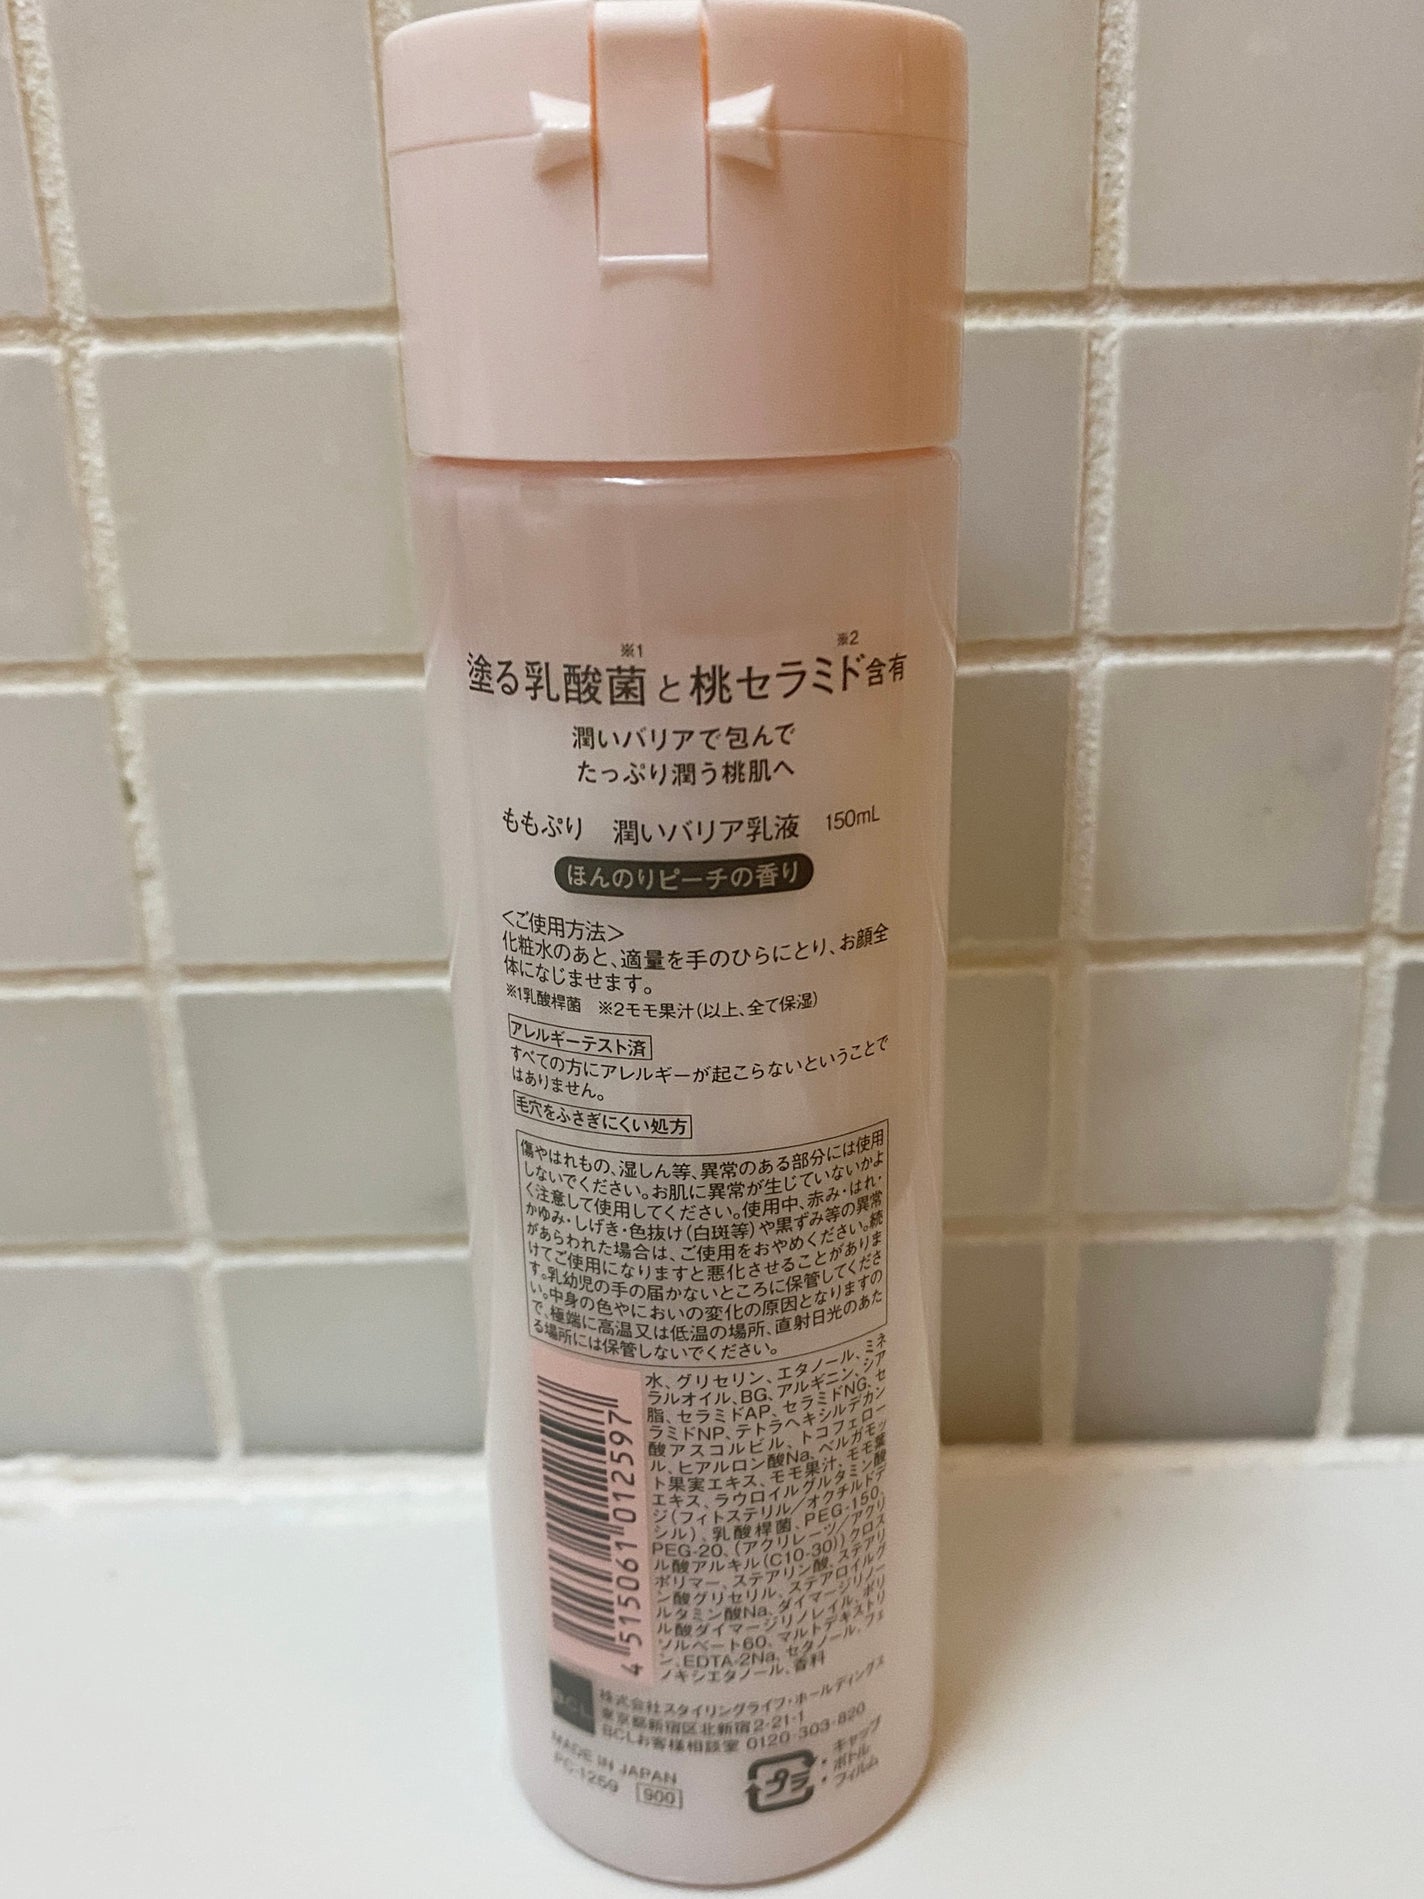 ※1 ※2
塗る乳酸菌と桃セラミド含有
潤いバリアで包んで
たっぷり潤う桃肌へ
ももぷり 潤いバリア乳液 150mL
ほんのりピーチの香り
<ご使用方法>
化粧水のあと、適量を手のひらにとり、お顔全
体になじませます。
※1乳酸桿菌 ※2モモ果汁(以上、全て保湿)
アレルギーテスト済
すべての方にアレルギーが起こらないということで
はありません。
毛穴をふさぎにくい処方
傷やはれもの、湿しん等、異常のある部分には使用
しないでください。お肌に異常が生じていないかよ
く注意して使用してください。使用中、赤み・はれ・
かゆみ・しげき・色抜け(白斑等)や黒ずみ等の異常
があらわれた場合は、ご使用をおやめください。続
けてご使用になりますと悪化させることがありま
す。乳幼児の手の届かないところに保管してくださ
い。中身の色やにおいの変化の原因となりますの
で、極端に高温又は低温の場所、直射日光のあた
る場所には保管しないでください。
水、グリセリン、エタノール、ミネ
ラルオイル、BG、アルギニン、シア
脂、セラミドAP、セラミドNG、セ
ラミドNP、テトラヘキシルデカン
酸アスコルビル、トコフェロー
ル、ヒアルロン酸Na、ベルガモッ
ト果実エキス、モモ果汁、モモ葉
エキス、ラウロイルグルタミン酸
ジ(フィトステリル/オクチルドデ
シル)、乳酸桿菌、PEG-150、
PEG-20、(アクリレーツ/アクリ
ル酸アルキル(C10-30))クロス
ポリマー、ステアリン酸、ステアリ
ン酸グリセリル、ステアロイルグ
ルタミン酸Na、ダイマージリノー
ル酸ダイマージリノレイル、ポリ
ソルベート60、マルトデキストリ
ン、EDTA-2Na、セタノール、フェ
ノキシエタノール、香料
4 515061 012597
BCL
株式会社スタイリングライフ・ホールディングス
東京都新宿区北新宿2-21-1
BCLお客様相談室 0120-303-820
MADE IN JAPAN
PC-1259 900
プラ
・キャップ
・ボトル
・フィルム